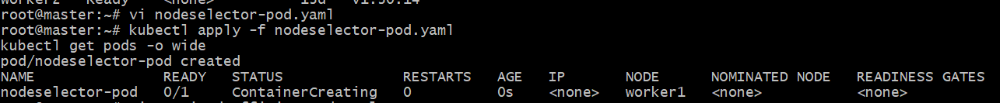 root@master:~# vi nodeselector-pod.yaml
root@master:~# kubectl apply -f nodeselector-pod.yaml
kubectl get pods -o wide
pod/nodeselector-pod created
NAME READY STATUS RESTARTS AGE IP NODE NOMINATED NODE READINESS GATES
nodeselector-pod 0/1 ContainerCreating 0 0s <none> worker1 <none> <none>